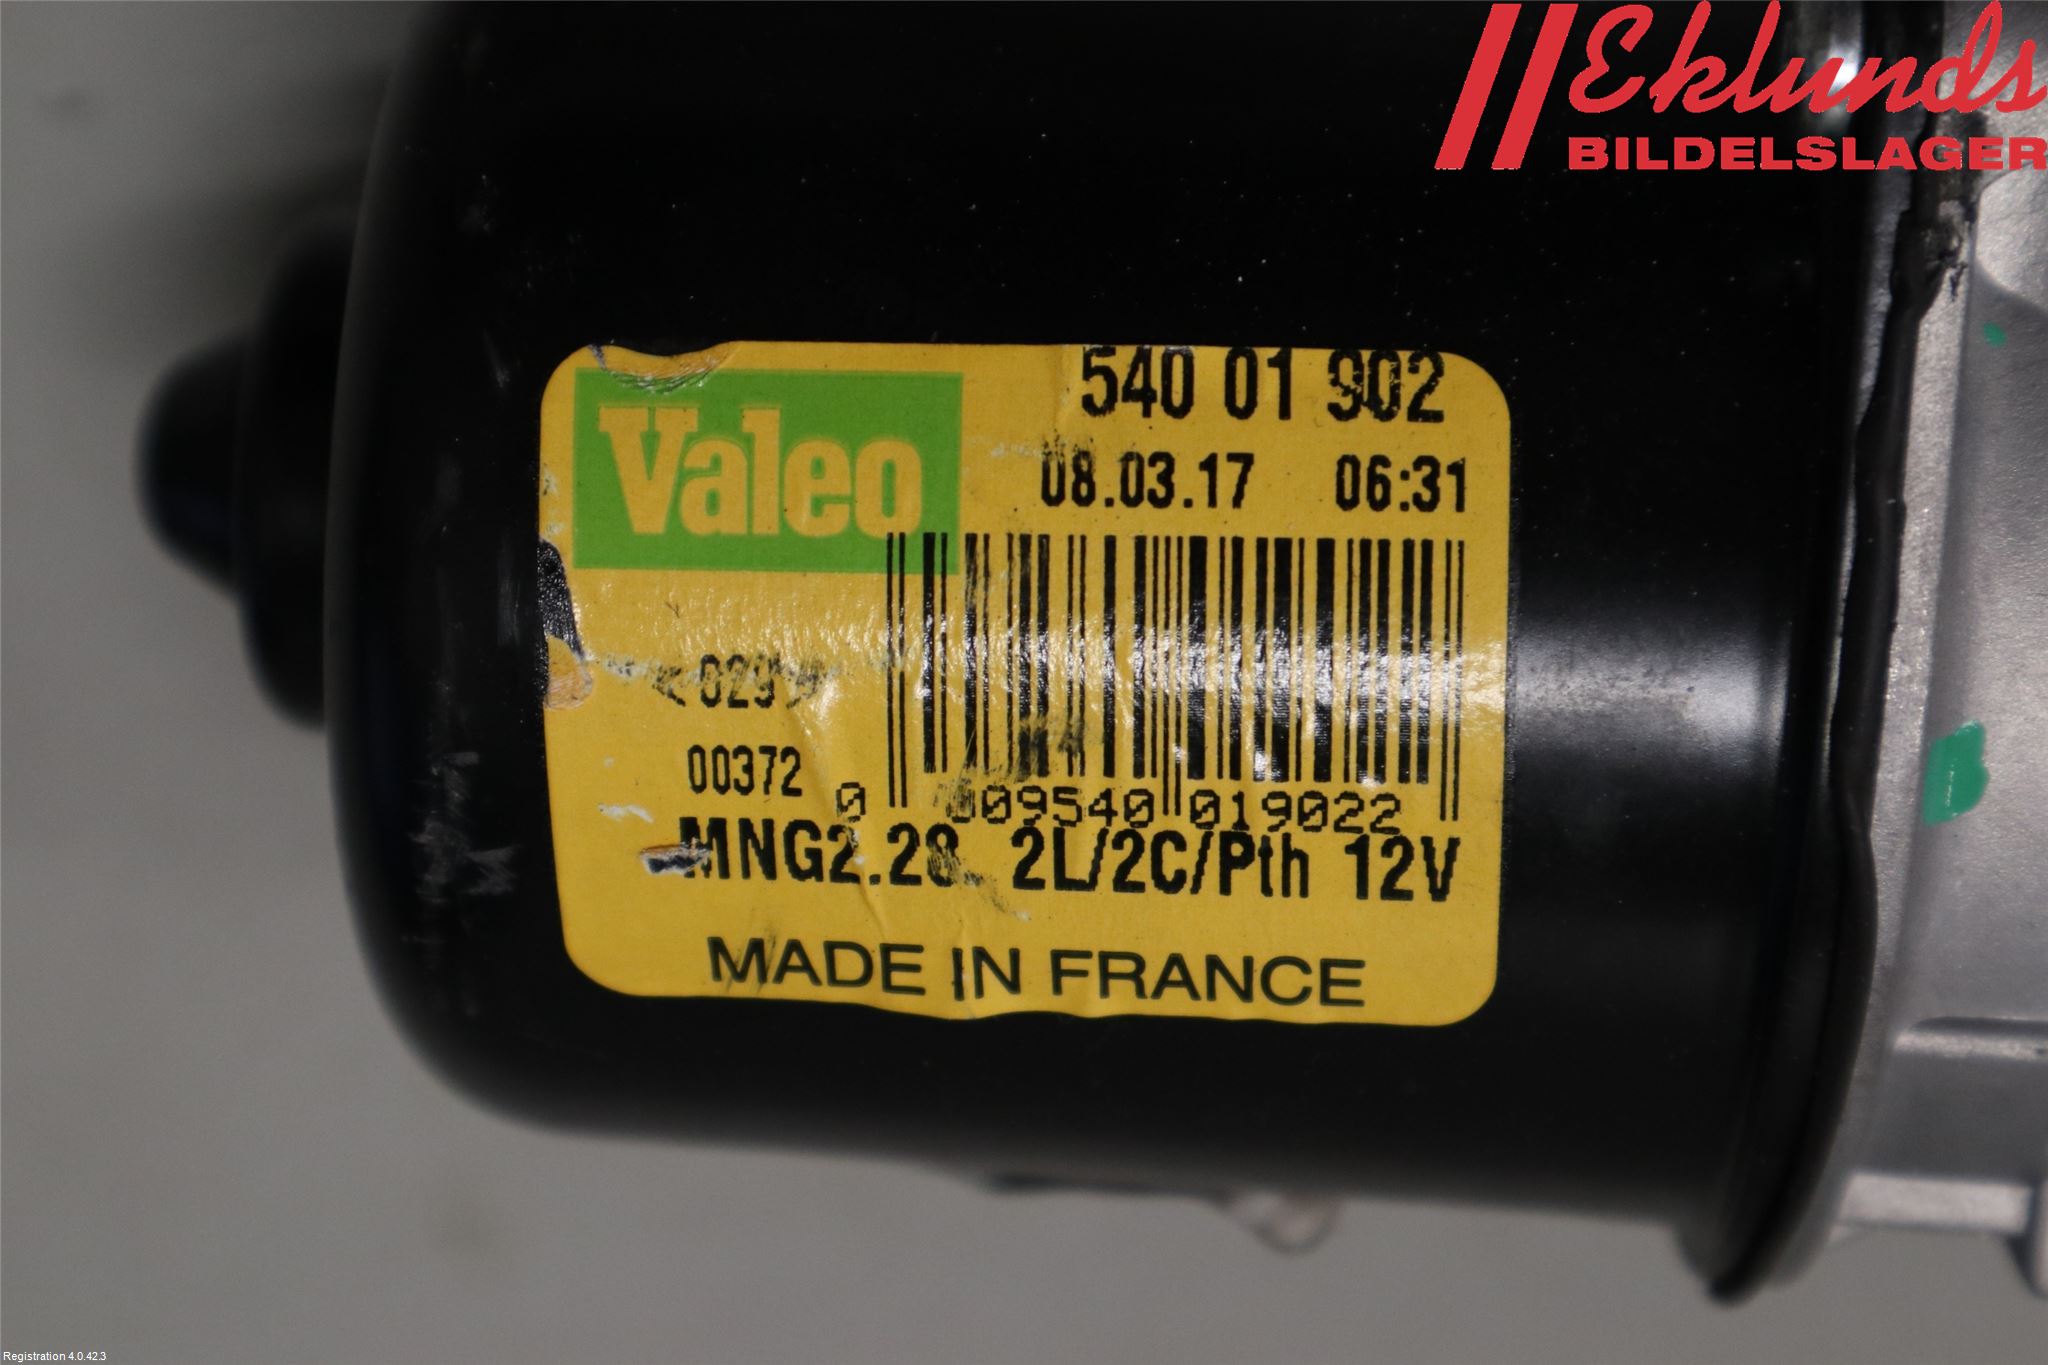 Eklunds
BILDELSLAGER
540 01 902
Valeo
08.03.17 06:31
00372
0 009540 019022
MNG2.28 2L/2C/Pth 12V
MADE IN FRANCE
Registration 4.0.42.3